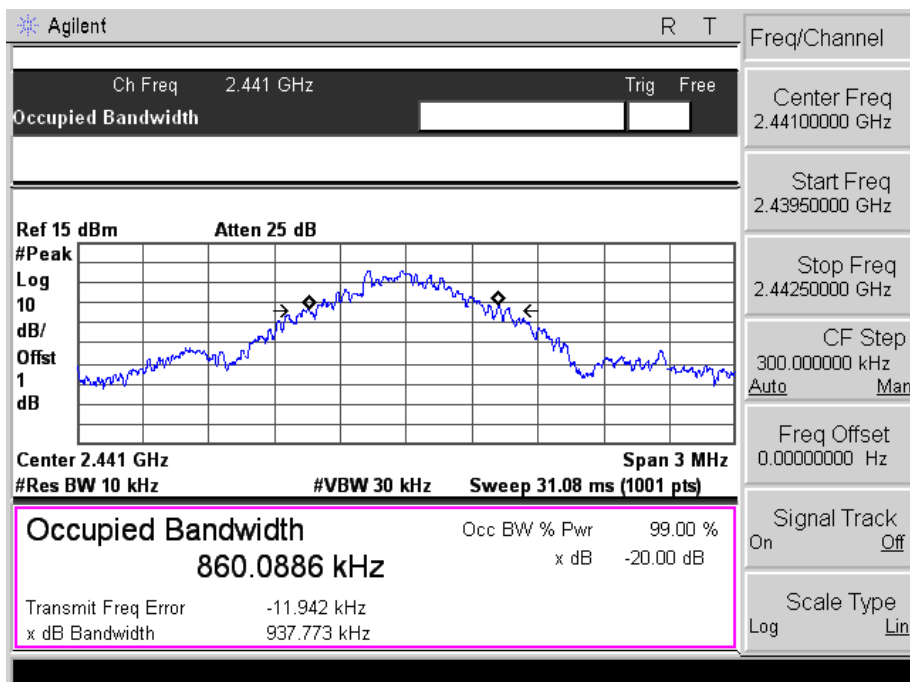 Agilent R T
Ch Freq 2.441 GHz Trig Free
Occupied Bandwidth
Ref 15 dBm Atten 25 dB
#Peak
Log
10
dB/
Offst
1
dB
Center 2.441 GHz Span 3 MHz
#Res BW 10 kHz #VBW 30 kHz Sweep 31.08 ms (1001 pts)
Occupied Bandwidth Occ BW % Pwr 99.00 %
860.0886 kHz x dB -20.00 dB
Transmit Freq Error -11.942 kHz
x dB Bandwidth 937.773 kHz
Freq/Channel
Center Freq
2.44100000 GHz
Start Freq
2.43950000 GHz
Stop Freq
2.44250000 GHz
CF Step
300.000000 kHz
Auto Man
Freq Offset
0.00000000 Hz
Signal Track
On Off
Scale Type
Log Lin